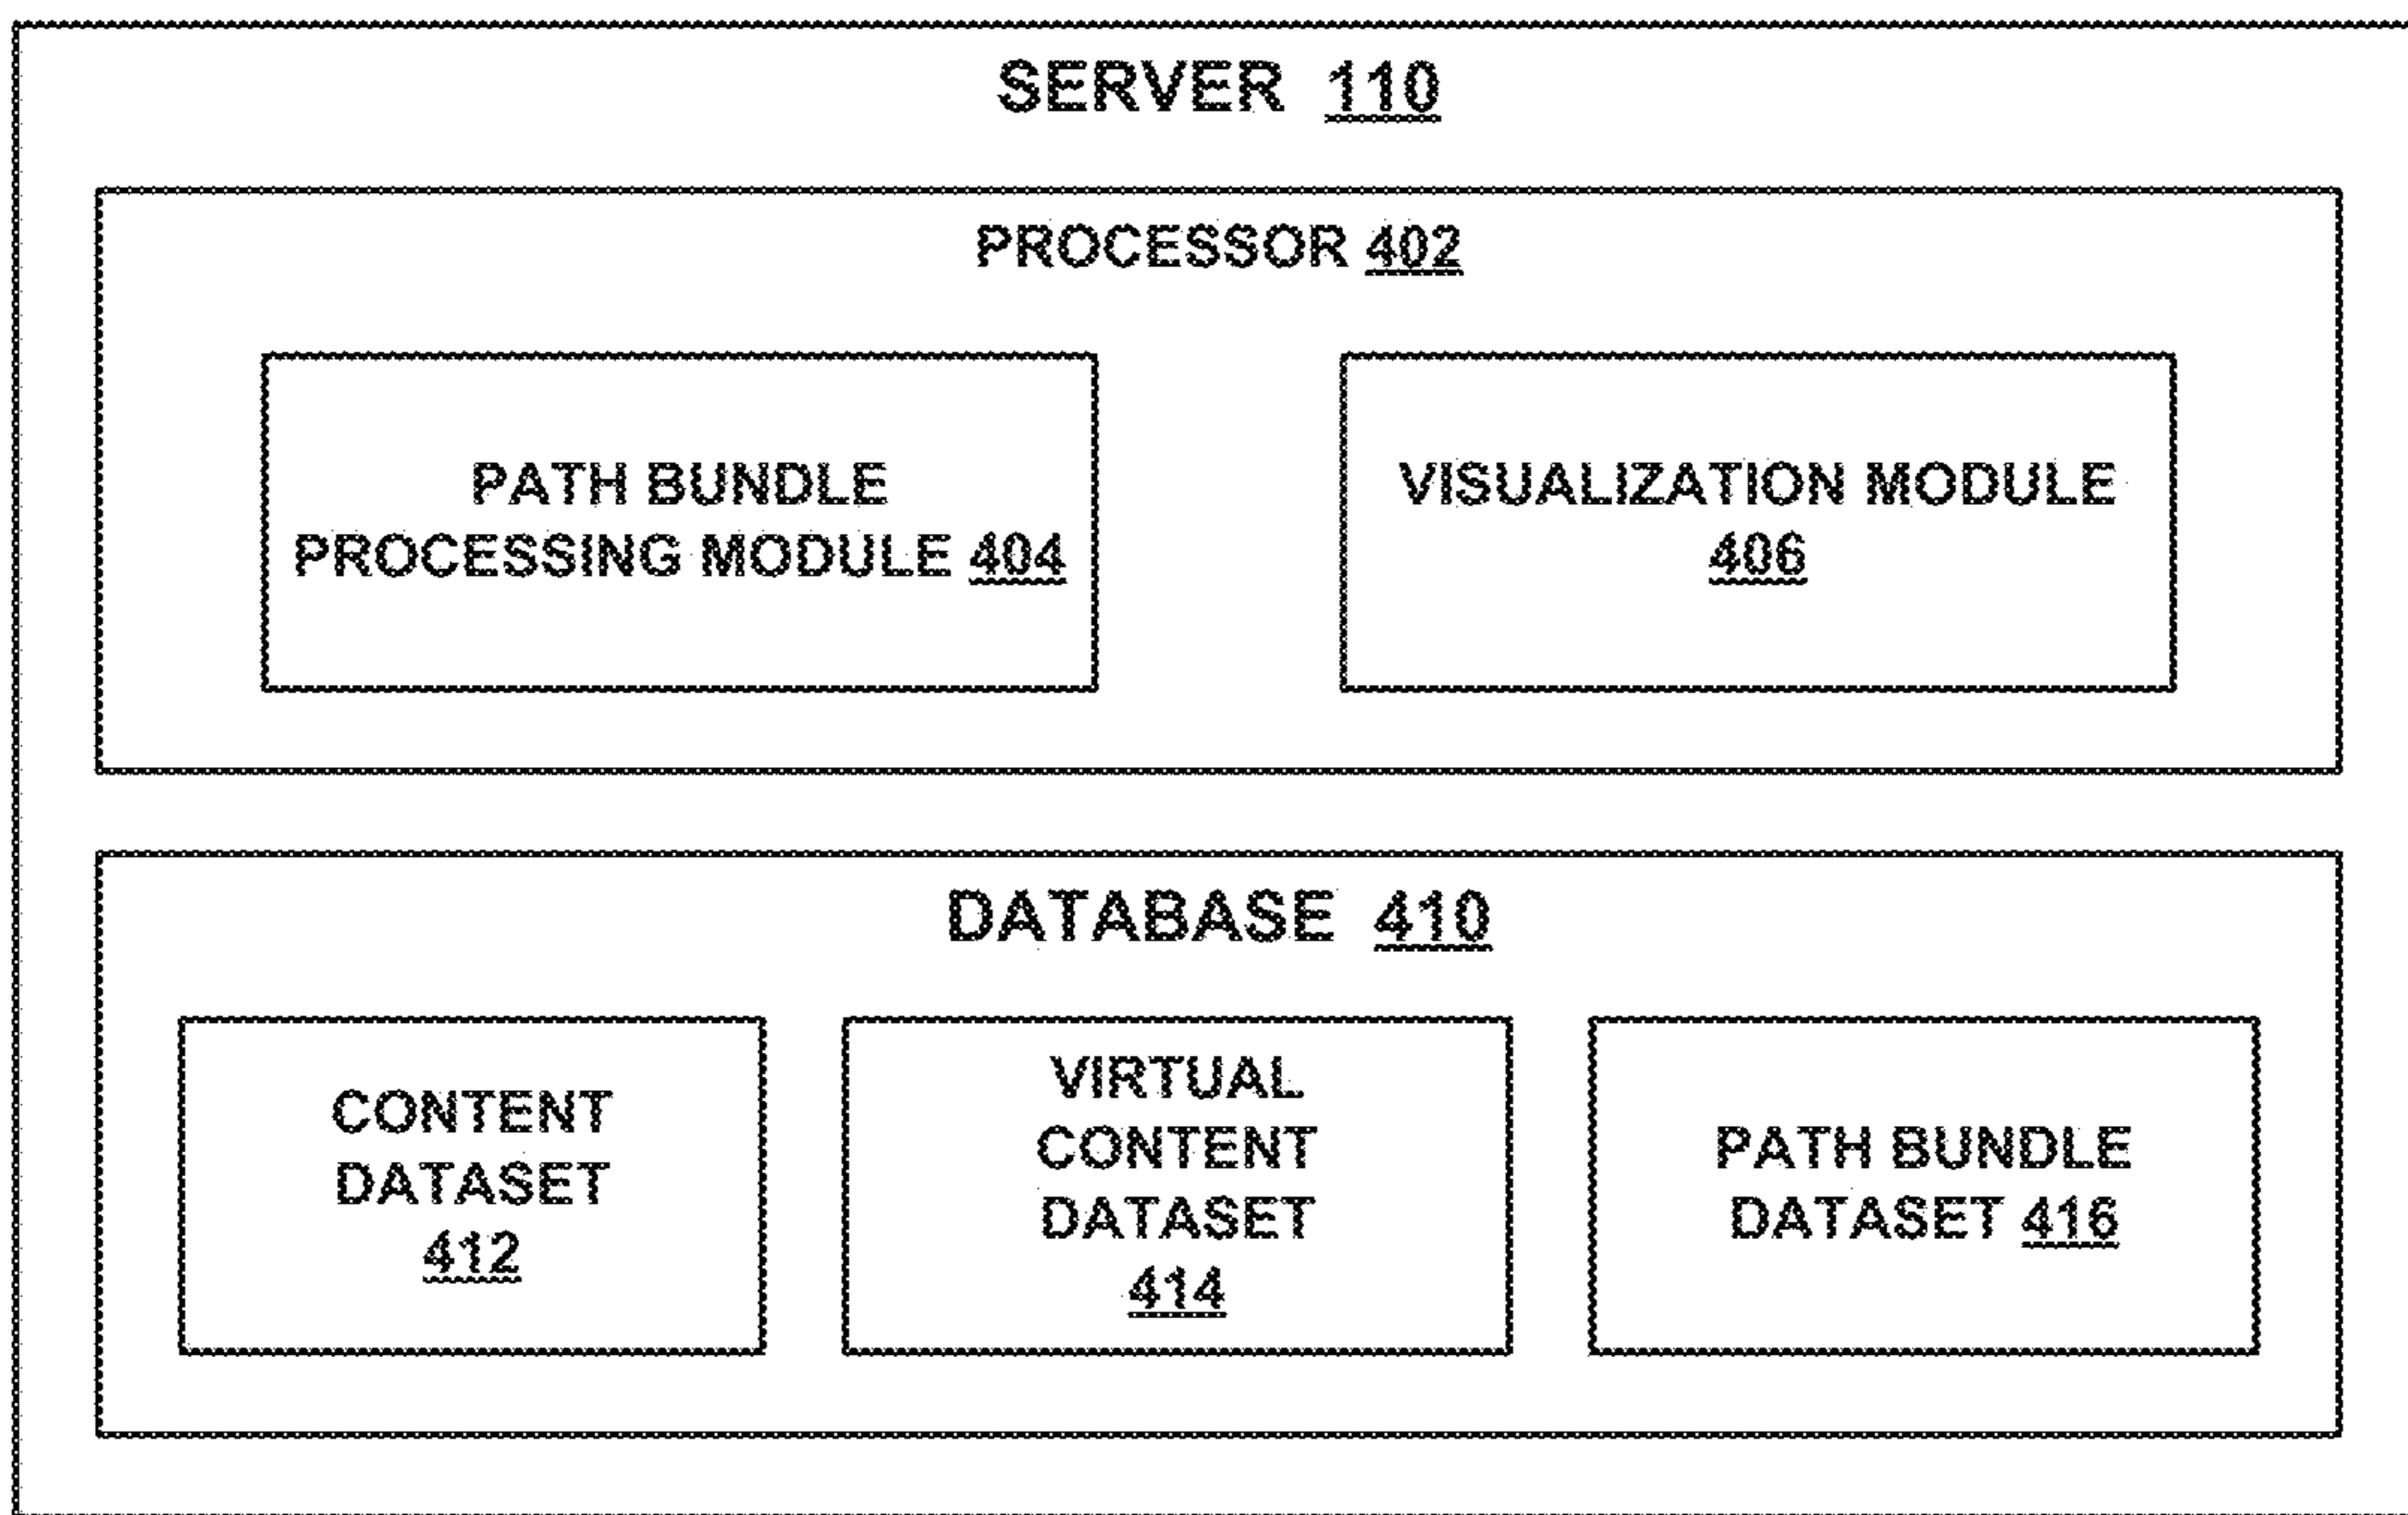 SERVER 110
PROCESSOR 402
PATH BUNDLE
PROCESSING MODULE 404
VISUALIZATION MODULE
406
DATABASE 410
CONTENT
DATASET
412
VIRTUAL
CONTENT
DATASET
414
PATH BUNDLE
DATASET 416